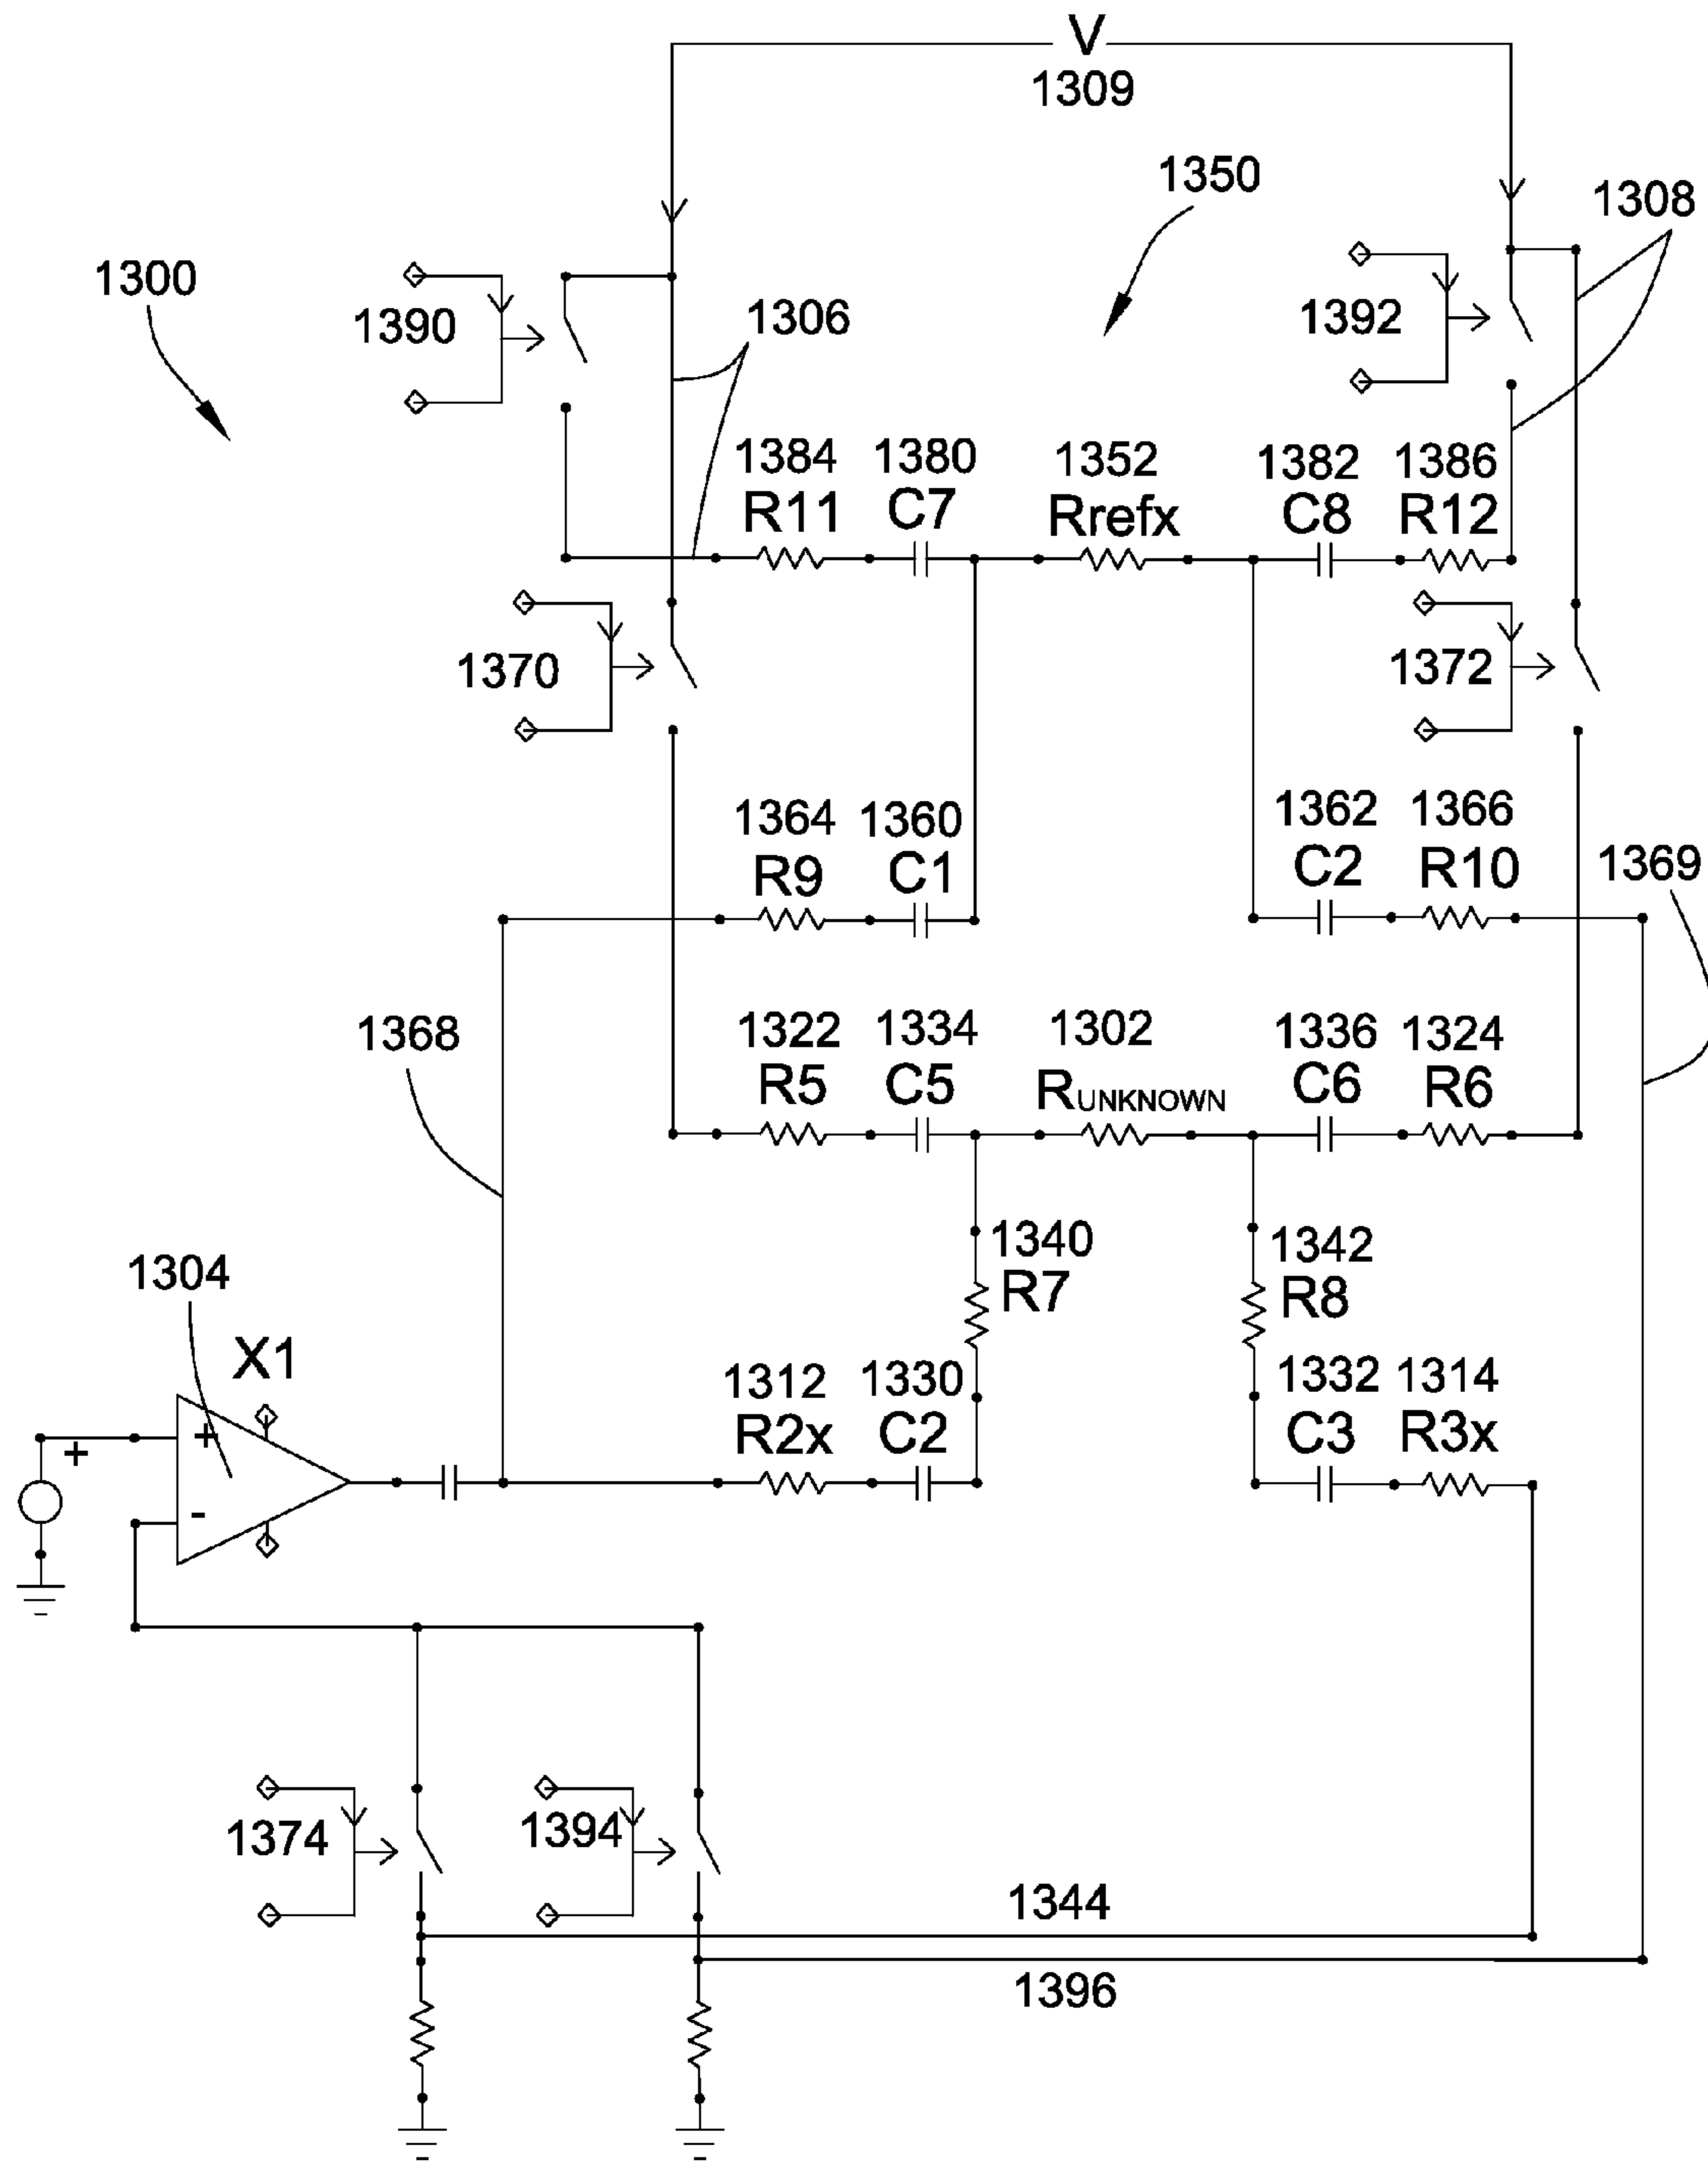 V
1309
1350
1308
1300
1390
1306
1392
1384 1380 1352 1382 1386
R11 C7 Rrefx C8 R12
1370
1372
1364 1360 1362 1366
R9 C1 C2 R10
1369
1368
1322 1334 1302 1336 1324
R5 C5 RUNKNOWN C6 R6
1340 1342
R7 R8
1304
X1
1312 1330 1332 1314
R2x C2 C3 R3x
+ +
-
1374 1394
1344
1396